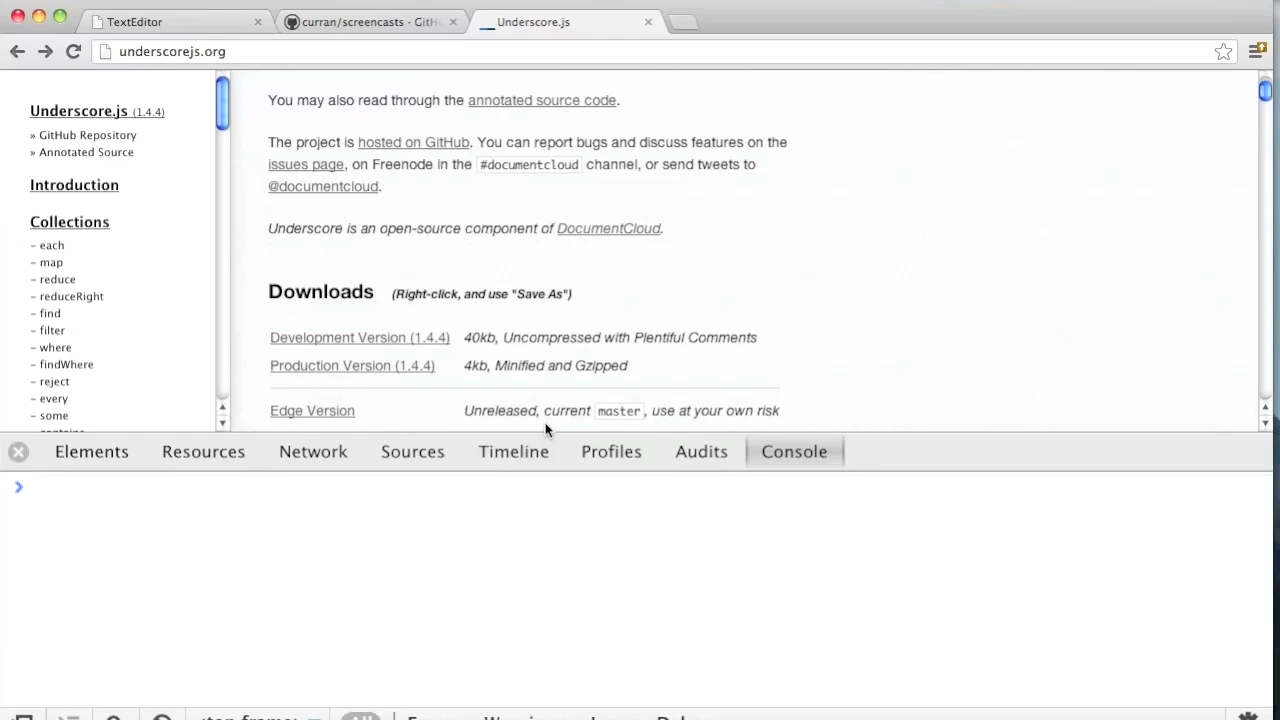 TextEditor
curran/screencasts - GitHu
Underscore.js
underscorejs.org
Underscore.js (1.4.4)
» GitHub Repository
» Annotated Source
Introduction
Collections
– each
– map
– reduce
– reduceRight
– find
– filter
– where
– findWhere
– reject
– every
– some
You may also read through the annotated source code.
The project is hosted on GitHub. You can report bugs and discuss features on the
issues page, on Freenode in the #documentcloud channel, or send tweets to
@documentcloud.
Underscore is an open-source component of DocumentCloud.
Downloads (Right-click, and use "Save As")
Development Version (1.4.4) 40kb, Uncompressed with Plentiful Comments
Production Version (1.4.4) 4kb, Minified and Gzipped
Edge Version Unreleased, current master, use at your own risk
Elements Resources Network Sources Timeline Profiles Audits Console